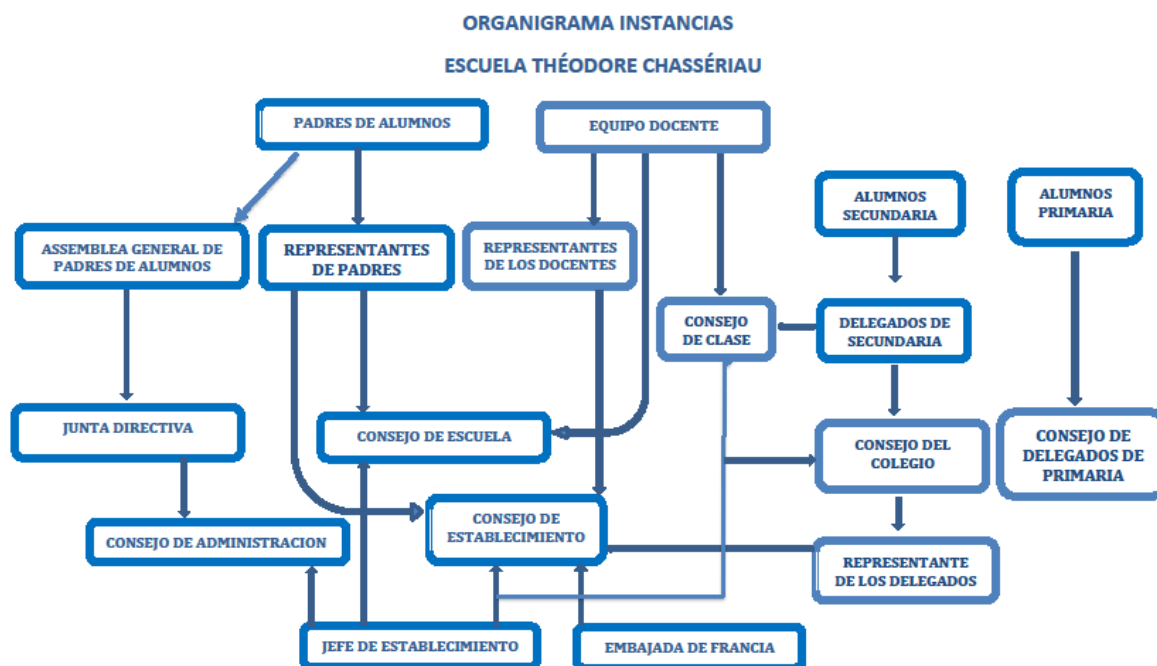 ORGANIGRAMA INSTANCIAS
ESCUELA THÉODORE CHASSÉRIAU
PADRES DE ALUMNOS
EQUIPO DOCENTE
ALUMNOS
SECUNDARIA
ALUMNOS
PRIMARIA
ASSEMBLEA GENERAL DE
PADRES DE ALUMNOS
REPRESENTANTES
DE PADRES
REPRESENTANTES
DE LOS DOCENTES
CONSEJO
DE CLASE
DELEGADOS DE
SECUNDARIA
JUNTA DIRECTIVA
CONSEJO DE ESCUELA
CONSEJO DEL
COLEGIO
CONSEJO DE
DELEGADOS DE
PRIMARIA
CONSEJO DE ADMINISTRACION
CONSEJO DE
ESTABLECIMIENTO
REPRESENTANTE
DE LOS DELEGADOS
JEFE DE ESTABLECIMIENTO
EMBAJADA DE FRANCIA